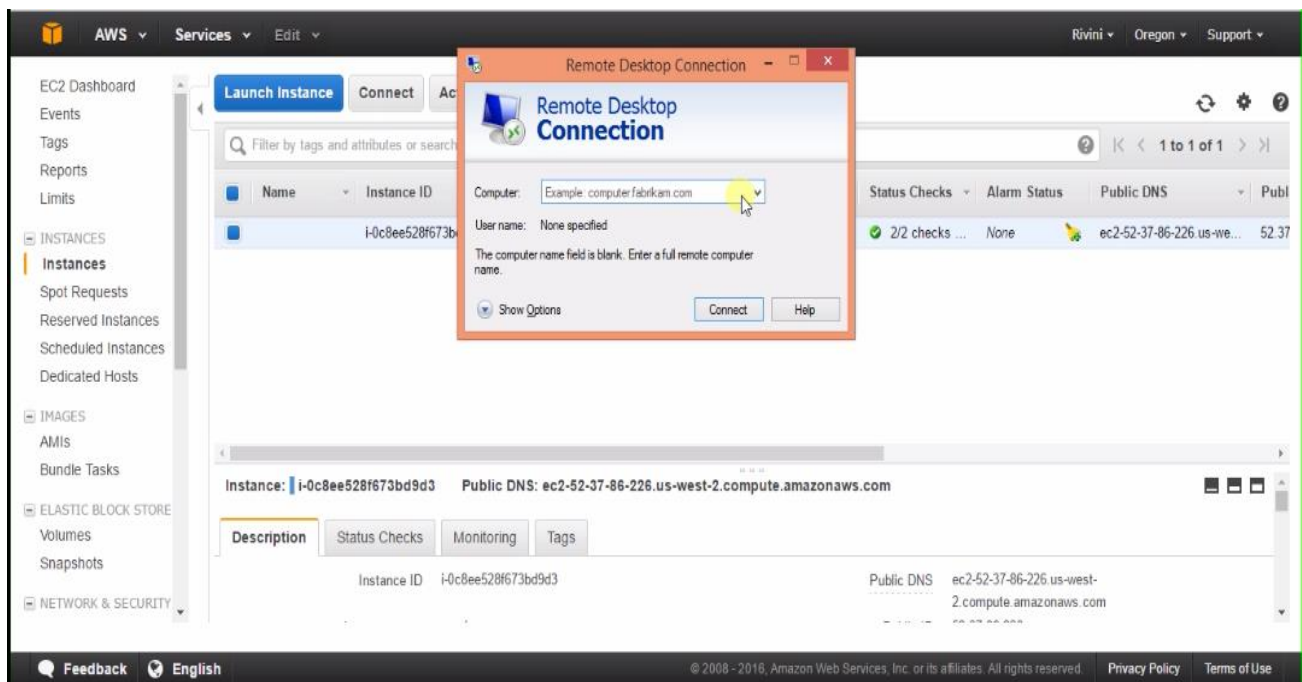 AWS Services Edit Rivini Oregon Support
EC2 Dashboard
Events
Tags
Reports
Limits
INSTANCES
Instances
Spot Requests
Reserved Instances
Scheduled Instances
Dedicated Hosts
IMAGES
AMIs
Bundle Tasks
ELASTIC BLOCK STORE
Volumes
Snapshots
NETWORK & SECURITY
Launch Instance Connect Ac
Filter by tags and attributes or search 1 to 1 of 1
Name Instance ID Status Checks Alarm Status Public DNS Publ
i-0c8ee528f673b 2/2 checks ... None ec2-52-37-86-226.us-we... 52.37
Remote Desktop Connection
Remote Desktop
Connection
Computer: Example: computer.fabrikam.com
User name: None specified
The computer name field is blank. Enter a full remote computer
name.
Show Options Connect Help
Instance: i-0c8ee528f673bd9d3 Public DNS: ec2-52-37-86-226.us-west-2.compute.amazonaws.com
Description Status Checks Monitoring Tags
Instance ID i-0c8ee528f673bd9d3 Public DNS ec2-52-37-86-226.us-west-
2.compute.amazonaws.com
Feedback English © 2008 - 2016, Amazon Web Services, Inc. or its affiliates. All rights reserved. Privacy Policy Terms of Use